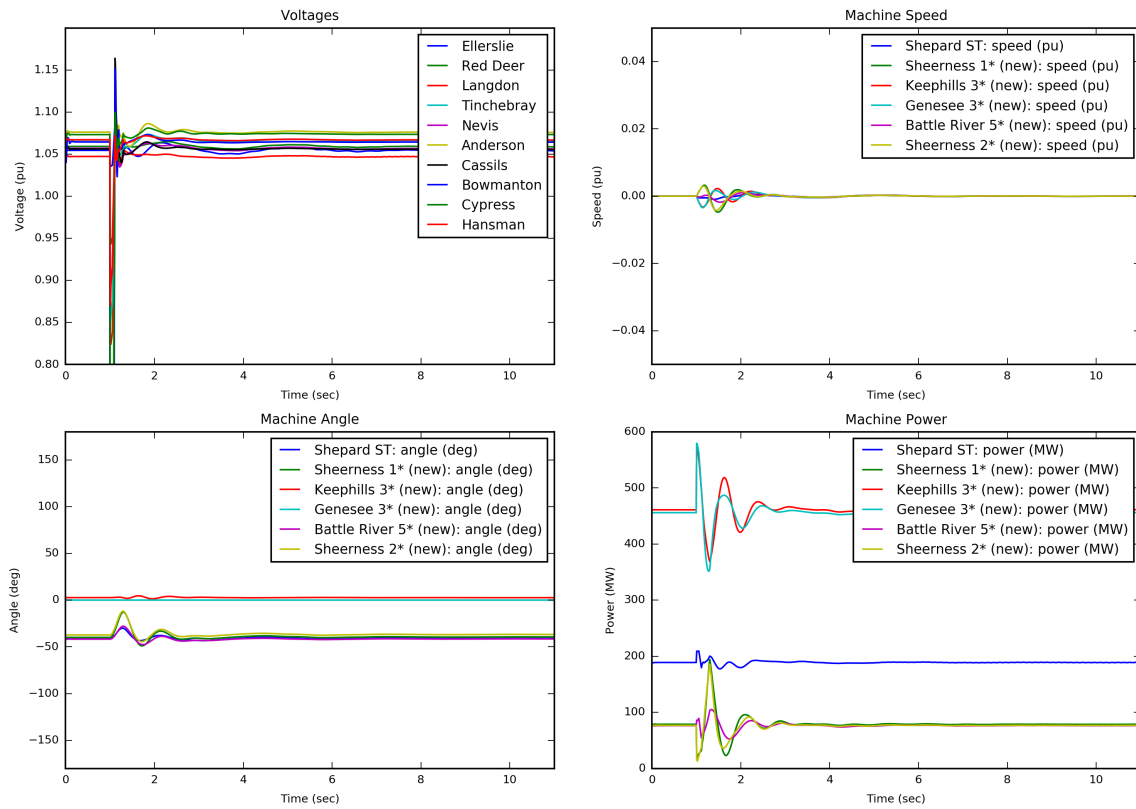 Voltages
Voltage (pu)
1.15
1.10
1.05
1.00
0.95
0.90
0.85
0.80
0
2
4
6
8
10
Time (sec)
Ellerslie
Red Deer
Langdon
Tinchebray
Nevis
Anderson
Cassils
Bowmanton
Cypress
Hansman
Machine Speed
Speed (pu)
0.04
0.02
0.00
−0.02
−0.04
0
2
4
6
8
10
Time (sec)
Shepard ST: speed (pu)
Sheerness 1* (new): speed (pu)
Keephills 3* (new): speed (pu)
Genesee 3* (new): speed (pu)
Battle River 5* (new): speed (pu)
Sheerness 2* (new): speed (pu)
Machine Angle
Angle (deg)
150
100
50
0
−50
−100
−150
0
2
4
6
8
10
Time (sec)
Shepard ST: angle (deg)
Sheerness 1* (new): angle (deg)
Keephills 3* (new): angle (deg)
Genesee 3* (new): angle (deg)
Battle River 5* (new): angle (deg)
Sheerness 2* (new): angle (deg)
Machine Power
Power (MW)
600
500
400
300
200
100
0
0
2
4
6
8
10
Time (sec)
Shepard ST: power (MW)
Sheerness 1* (new): power (MW)
Keephills 3* (new): power (MW)
Genesee 3* (new): power (MW)
Battle River 5* (new): power (MW)
Sheerness 2* (new): power (MW)